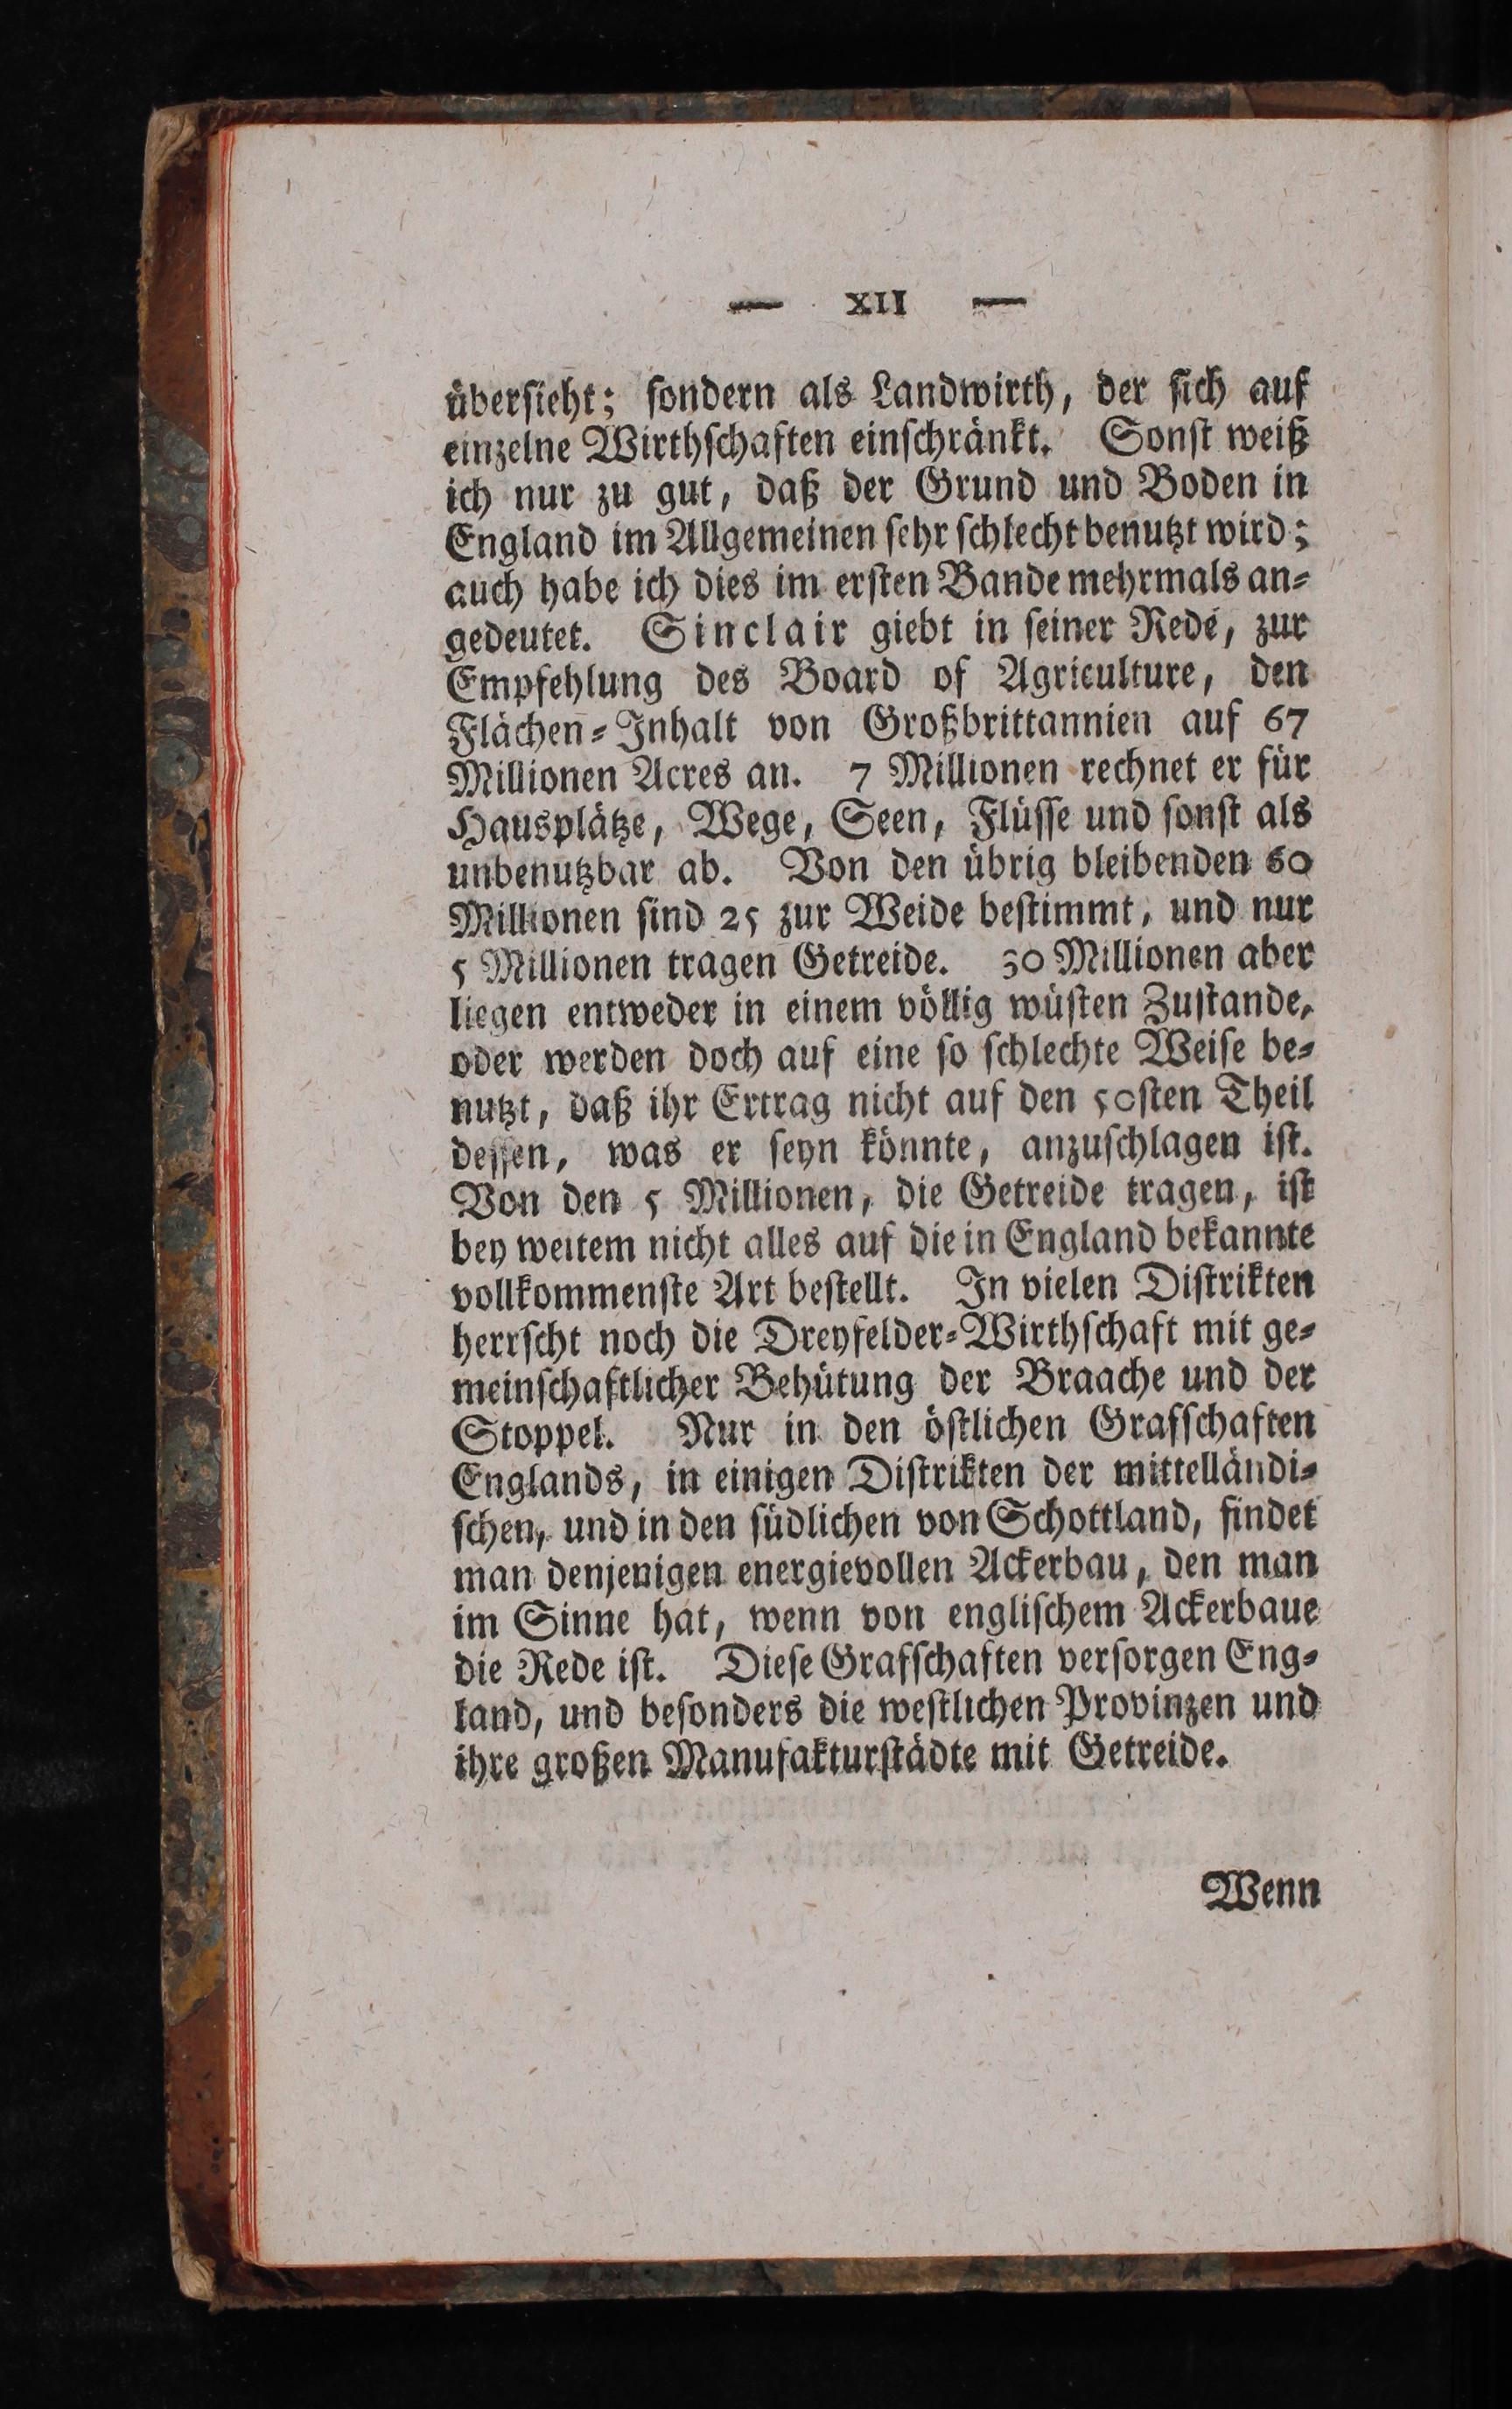 — XII —
überſieht; ſondern als Landwirth, der ſich auf
einzelne Wirthſchaften einſchränkt. Sonſt weiß
ich nur zu gut, daß der Grund und Boden in
England im Allgemeinen ſehr ſchlecht benutzt wird;
auch habe ich dies im erſten Bande mehrmals an⸗
gedeutet. Sinclair giebt in ſeiner Rede, zur
Empfehlung des Board of Agriculture, den
Flächen⸗Inhalt von Großbrittannien auf 67
Millionen Acres an. 7 Millionen rechnet er für
Hausplätze, Wege, Seen, Flüſſe und ſonſt als
unbenutzbar ab. Von den übrig bleibenden 60
Millionen ſind 25 zur Weide beſtimmt, und nur
5 Millionen tragen Getreide. 30 Millionen aber
liegen entweder in einem völlig wüſten Zuſtande,
oder werden doch auf eine ſo ſchlechte Weiſe be⸗
nutzt, daß ihr Ertrag nicht auf den 50ſten Theil
deſſen, was er ſeyn könnte, anzuſchlagen iſt.
Von den 5 Millionen, die Getreide tragen, iſt
bey weitem nicht alles auf die in England bekannte
vollkommenſte Art beſtellt. In vielen Diſtrikten
herrſcht noch die Dreyfelder⸗Wirthſchaft mit ge⸗
meinſchaftlicher Behütung der Braache und der
Stoppel. Nur in den öſtlichen Grafſchaften
Englands, in einigen Diſtrikten der mittelländi⸗
ſchen, und in den ſüdlichen von Schottland, findet
man denjenigen energievollen Ackerbau, den man
im Sinne hat, wenn von engliſchem Ackerbaue
die Rede iſt. Dieſe Grafſchaften verſorgen Eng⸗
land, und beſonders die weſtlichen Provinzen und
ihre großen Manufakturſtädte mit Getreide.
Wenn